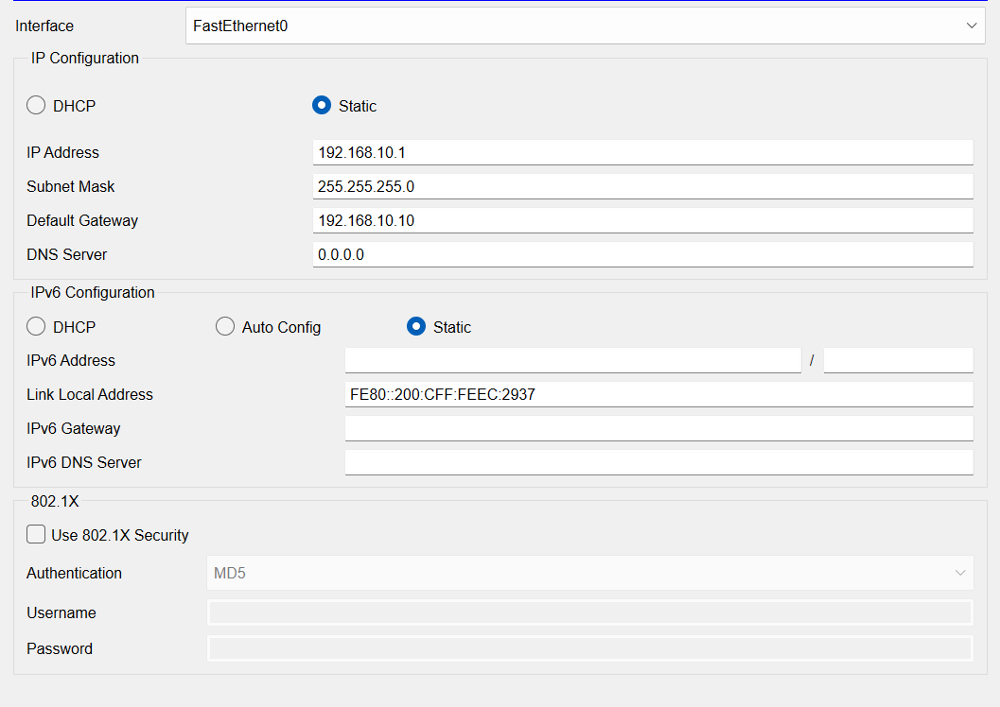 Interface FastEthernet0
IP Configuration
DHCP Static
IP Address 192.168.10.1
Subnet Mask 255.255.255.0
Default Gateway 192.168.10.10
DNS Server 0.0.0.0
IPv6 Configuration
DHCP Auto Config Static
IPv6 Address /
Link Local Address FE80::200:CFF:FEEC:2937
IPv6 Gateway
IPv6 DNS Server
802.1X
Use 802.1X Security
Authentication MD5
Username
Password